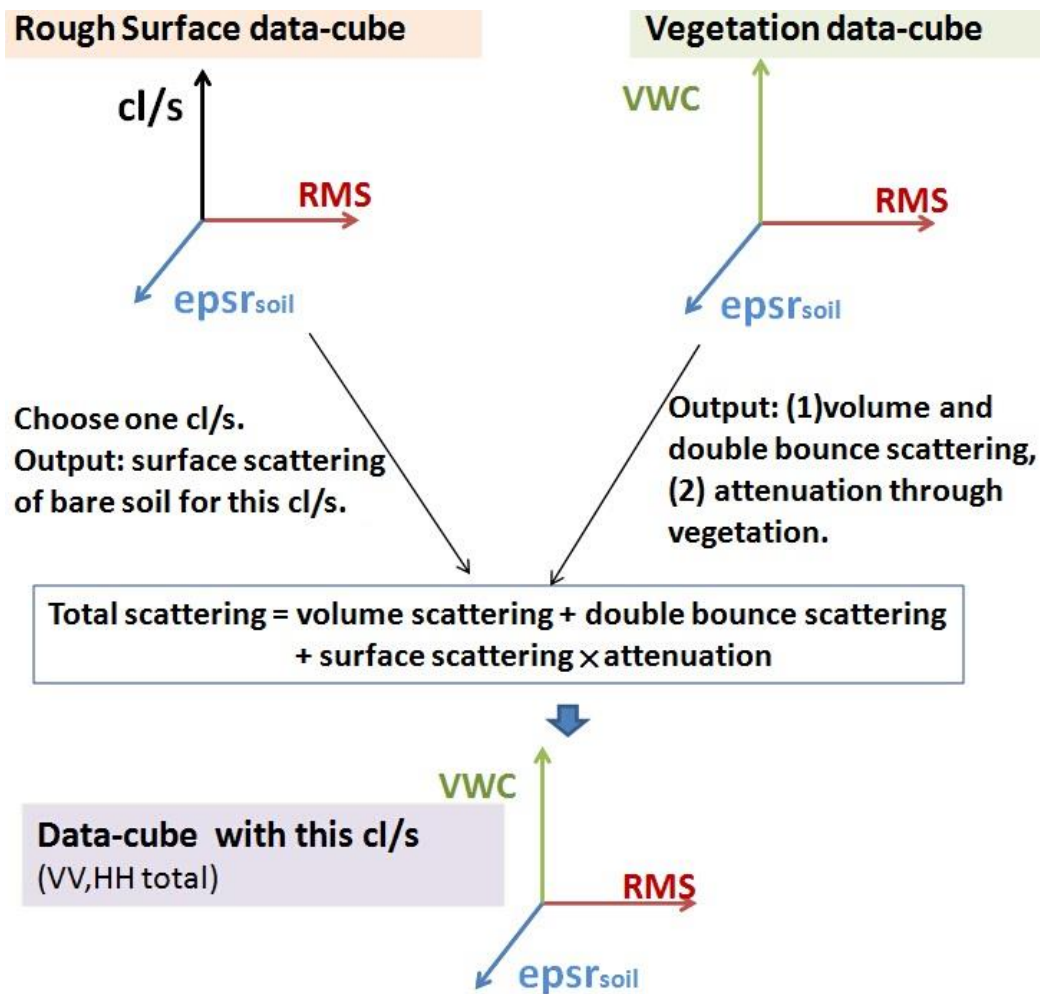 Rough Surface data-cube
cl/s
RMS
epsrsoil
Vegetation data-cube
VWC
RMS
epsrsoil
Choose one cl/s.
Output: surface scattering
of bare soil for this cl/s.
Output: (1)volume and
double bounce scattering,
(2) attenuation through
vegetation.
Total scattering = volume scattering + double bounce scattering
+ surface scattering × attenuation
VWC
Data-cube with this cl/s
(VV,HH total)
RMS
epsrsoil